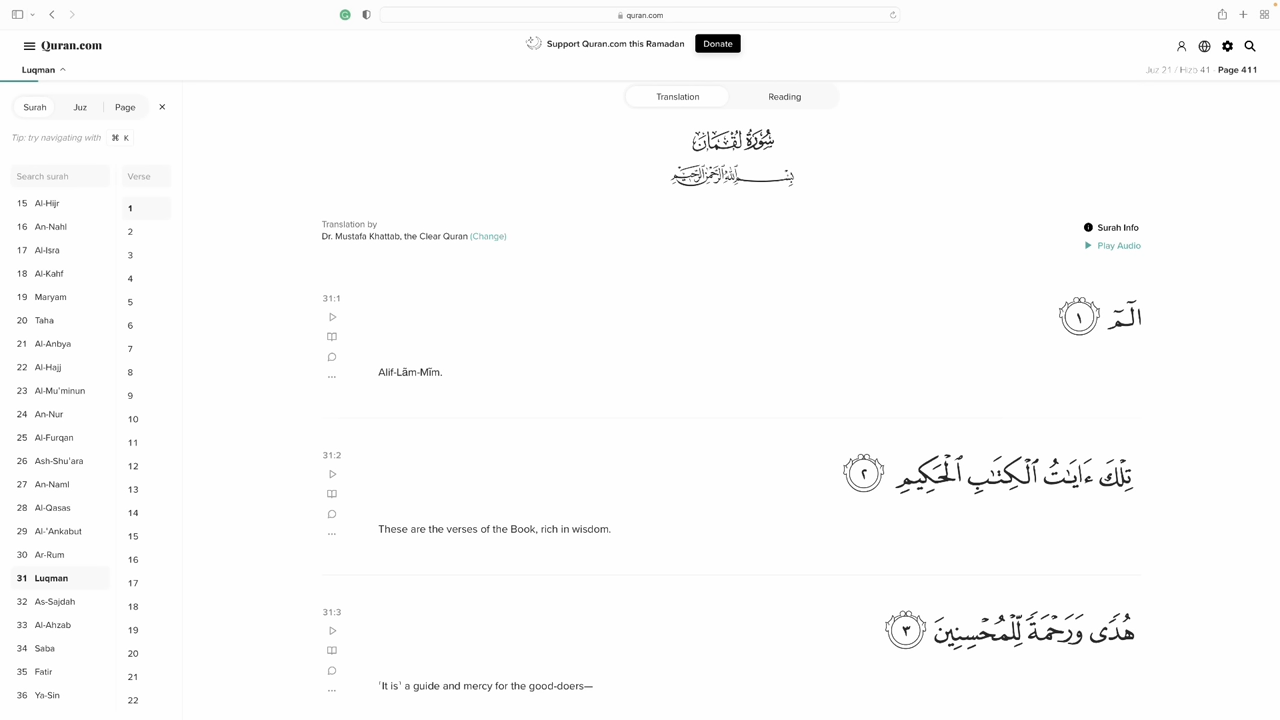 quran.com
Quran.com
Support Quran.com this Ramadan
Donate
Luqman
Juz 21 / Hizb 41 - Page 411
Surah
Juz
Page
Tip: try navigating with ⌘ K
Search surah
Verse
15 Al-Hijr
16 An-Nahl
17 Al-Isra
18 Al-Kahf
19 Maryam
20 Taha
21 Al-Anbya
22 Al-Hajj
23 Al-Mu'minun
24 An-Nur
25 Al-Furqan
26 Ash-Shu'ara
27 An-Naml
28 Al-Qasas
29 Al-'Ankabut
30 Ar-Rum
31 Luqman
32 As-Sajdah
33 Al-Ahzab
34 Saba
35 Fatir
36 Ya-Sin
1
2
3
4
5
6
7
8
9
10
11
12
13
14
15
16
17
18
19
20
21
22
Translation
Reading
سُورَةُ لُقۡمَانَ
بِسۡمِ ٱللَّهِ ٱلرَّحۡمَٰنِ ٱلرَّحِيمِ
Translation by
Dr. Mustafa Khattab, the Clear Quran (Change)
Surah Info
Play Audio
31:1
الٓمٓ ١
Alif-Lãm-Mĩm.
31:2
تِلۡكَ ءَايَٰتُ ٱلۡكِتَٰبِ ٱلۡحَكِيمِ ٢
These are the verses of the Book, rich in wisdom.
31:3
هُدٗى وَرَحۡمَةٗ لِّلۡمُحۡسِنِينَ ٣
˹It is˺ a guide and mercy for the good-doers—